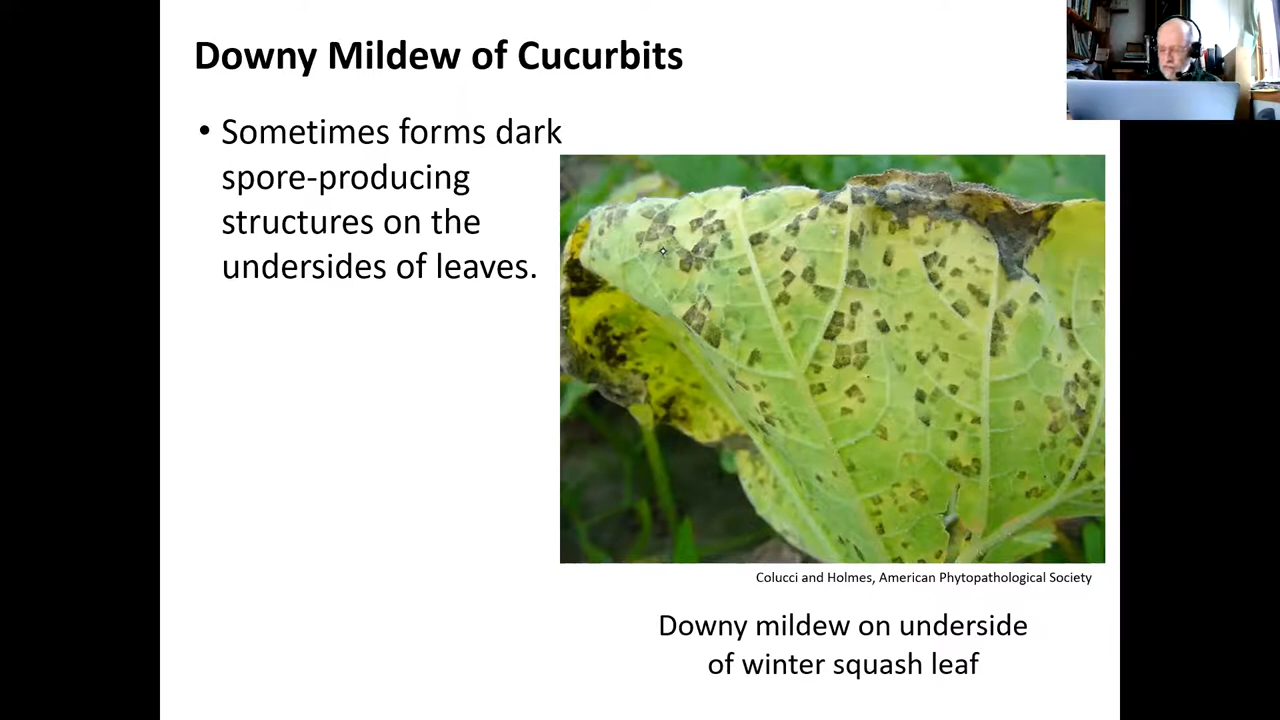 Downy Mildew of Cucurbits
• Sometimes forms dark
spore-producing
structures on the
undersides of leaves.
Colucci and Holmes, American Phytopathological Society
Downy mildew on underside
of winter squash leaf